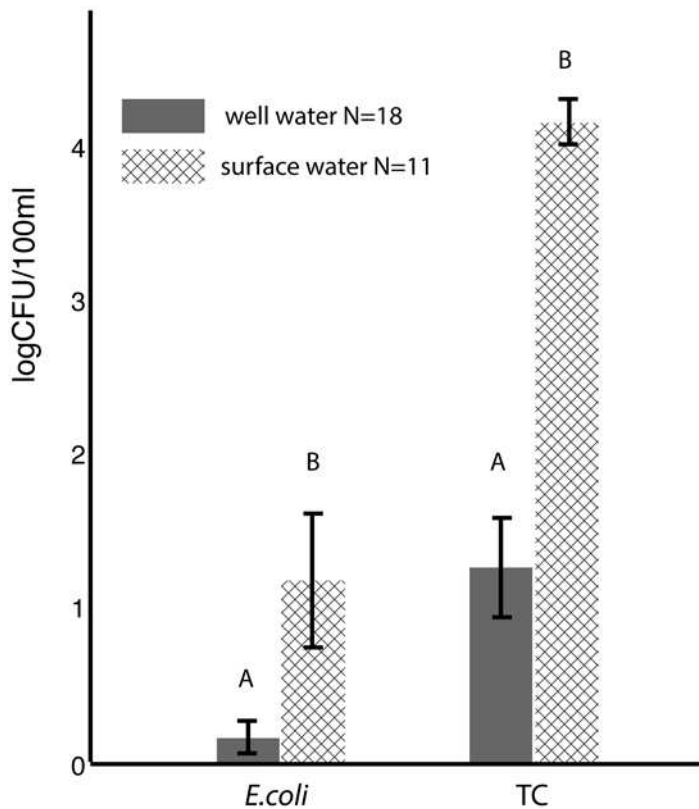 B
well water N=18
surface water N=11
logCFU/100ml
4
3
2
1
0
A
B
A
E.coli
TC